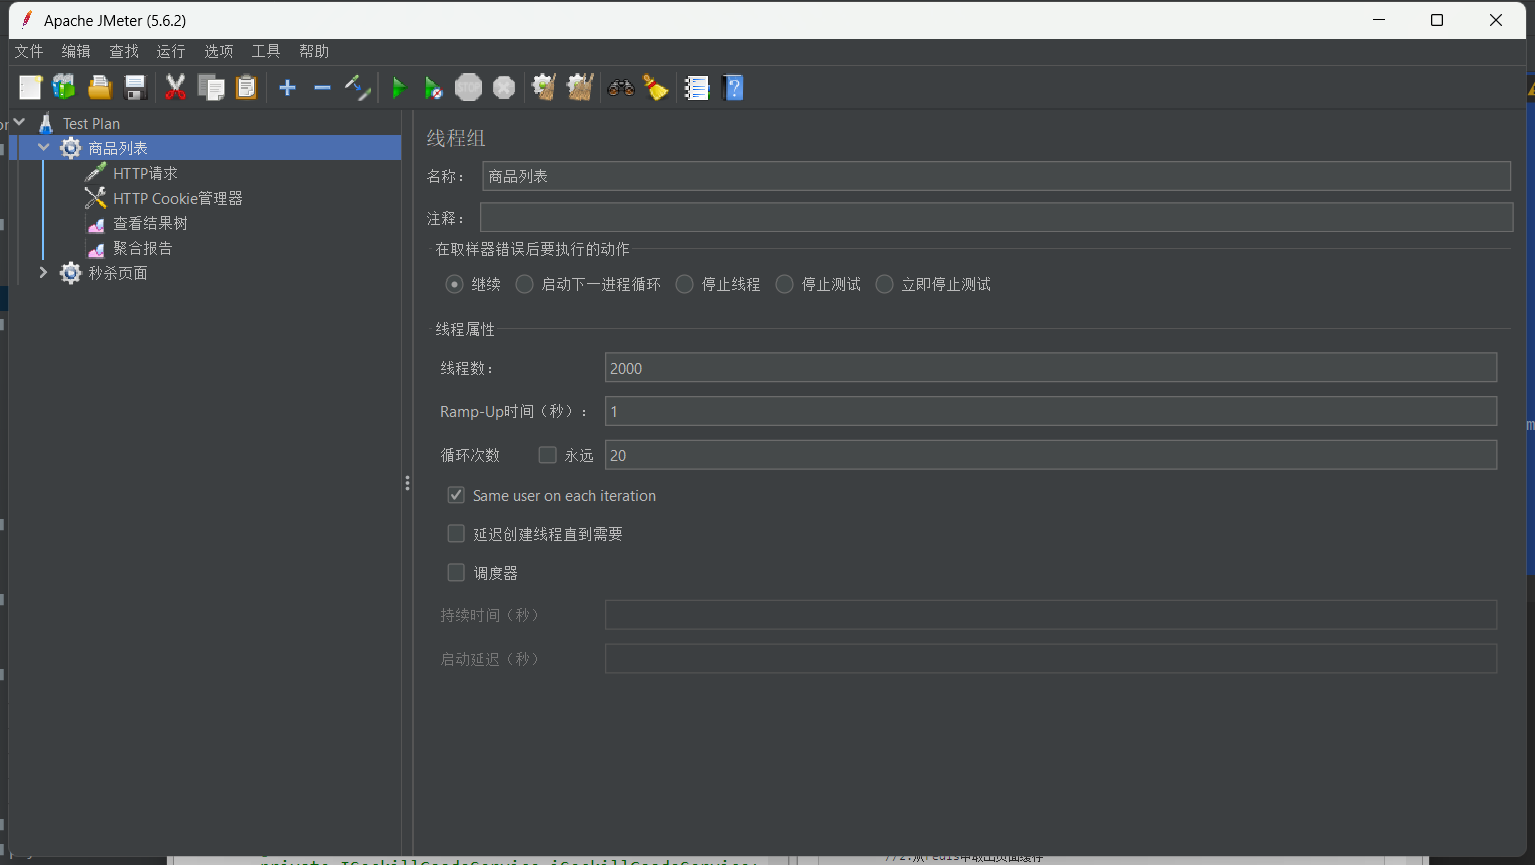 Apache JMeter (5.6.2)
文件 编辑 查找 运行 选项 工具 帮助
Test Plan
商品列表
HTTP请求
HTTP Cookie管理器
查看结果树
聚合报告
秒杀页面
线程组
名称： 商品列表
注释：
在取样器错误后要执行的动作
继续 启动下一进程循环 停止线程 停止测试 立即停止测试
线程属性
线程数： 2000
Ramp-Up时间（秒）： 1
循环次数 永远 20
Same user on each iteration
延迟创建线程直到需要
调度器
持续时间（秒）
启动延迟（秒）